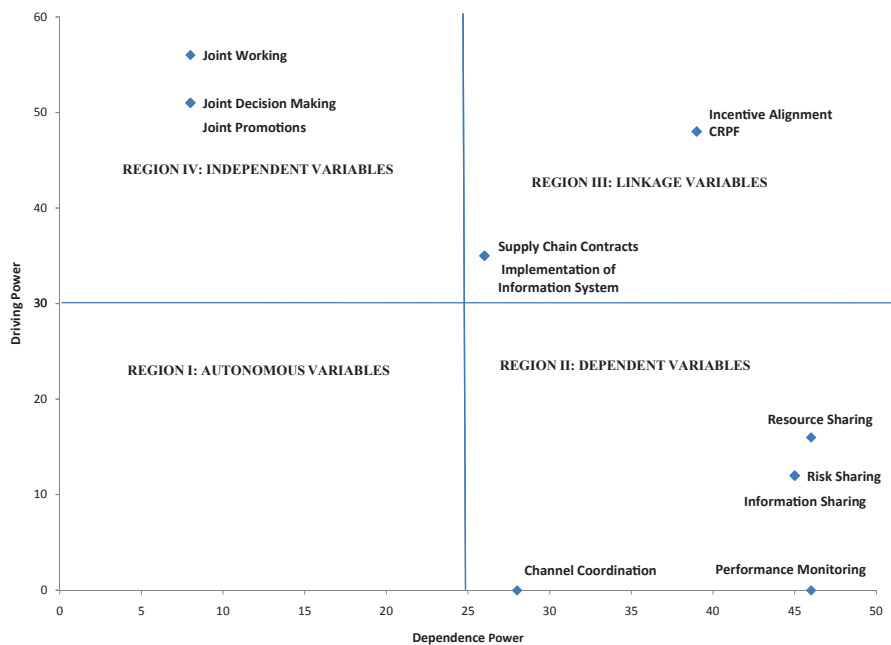 60
Joint Working
50
Joint Decision Making
Joint Promotions
Incentive Alignment
CRPF
REGION IV: INDEPENDENT VARIABLES
REGION III: LINKAGE VARIABLES
40
Supply Chain Contracts
Implementation of
Information System
Driving Power
30
REGION I: AUTONOMOUS VARIABLES
REGION II: DEPENDENT VARIABLES
20
Resource Sharing
Risk Sharing
10
Information Sharing
Channel Coordination
Performance Monitoring
0
0 5 10 15 20 25 30 35 40 45 50
Dependence Power